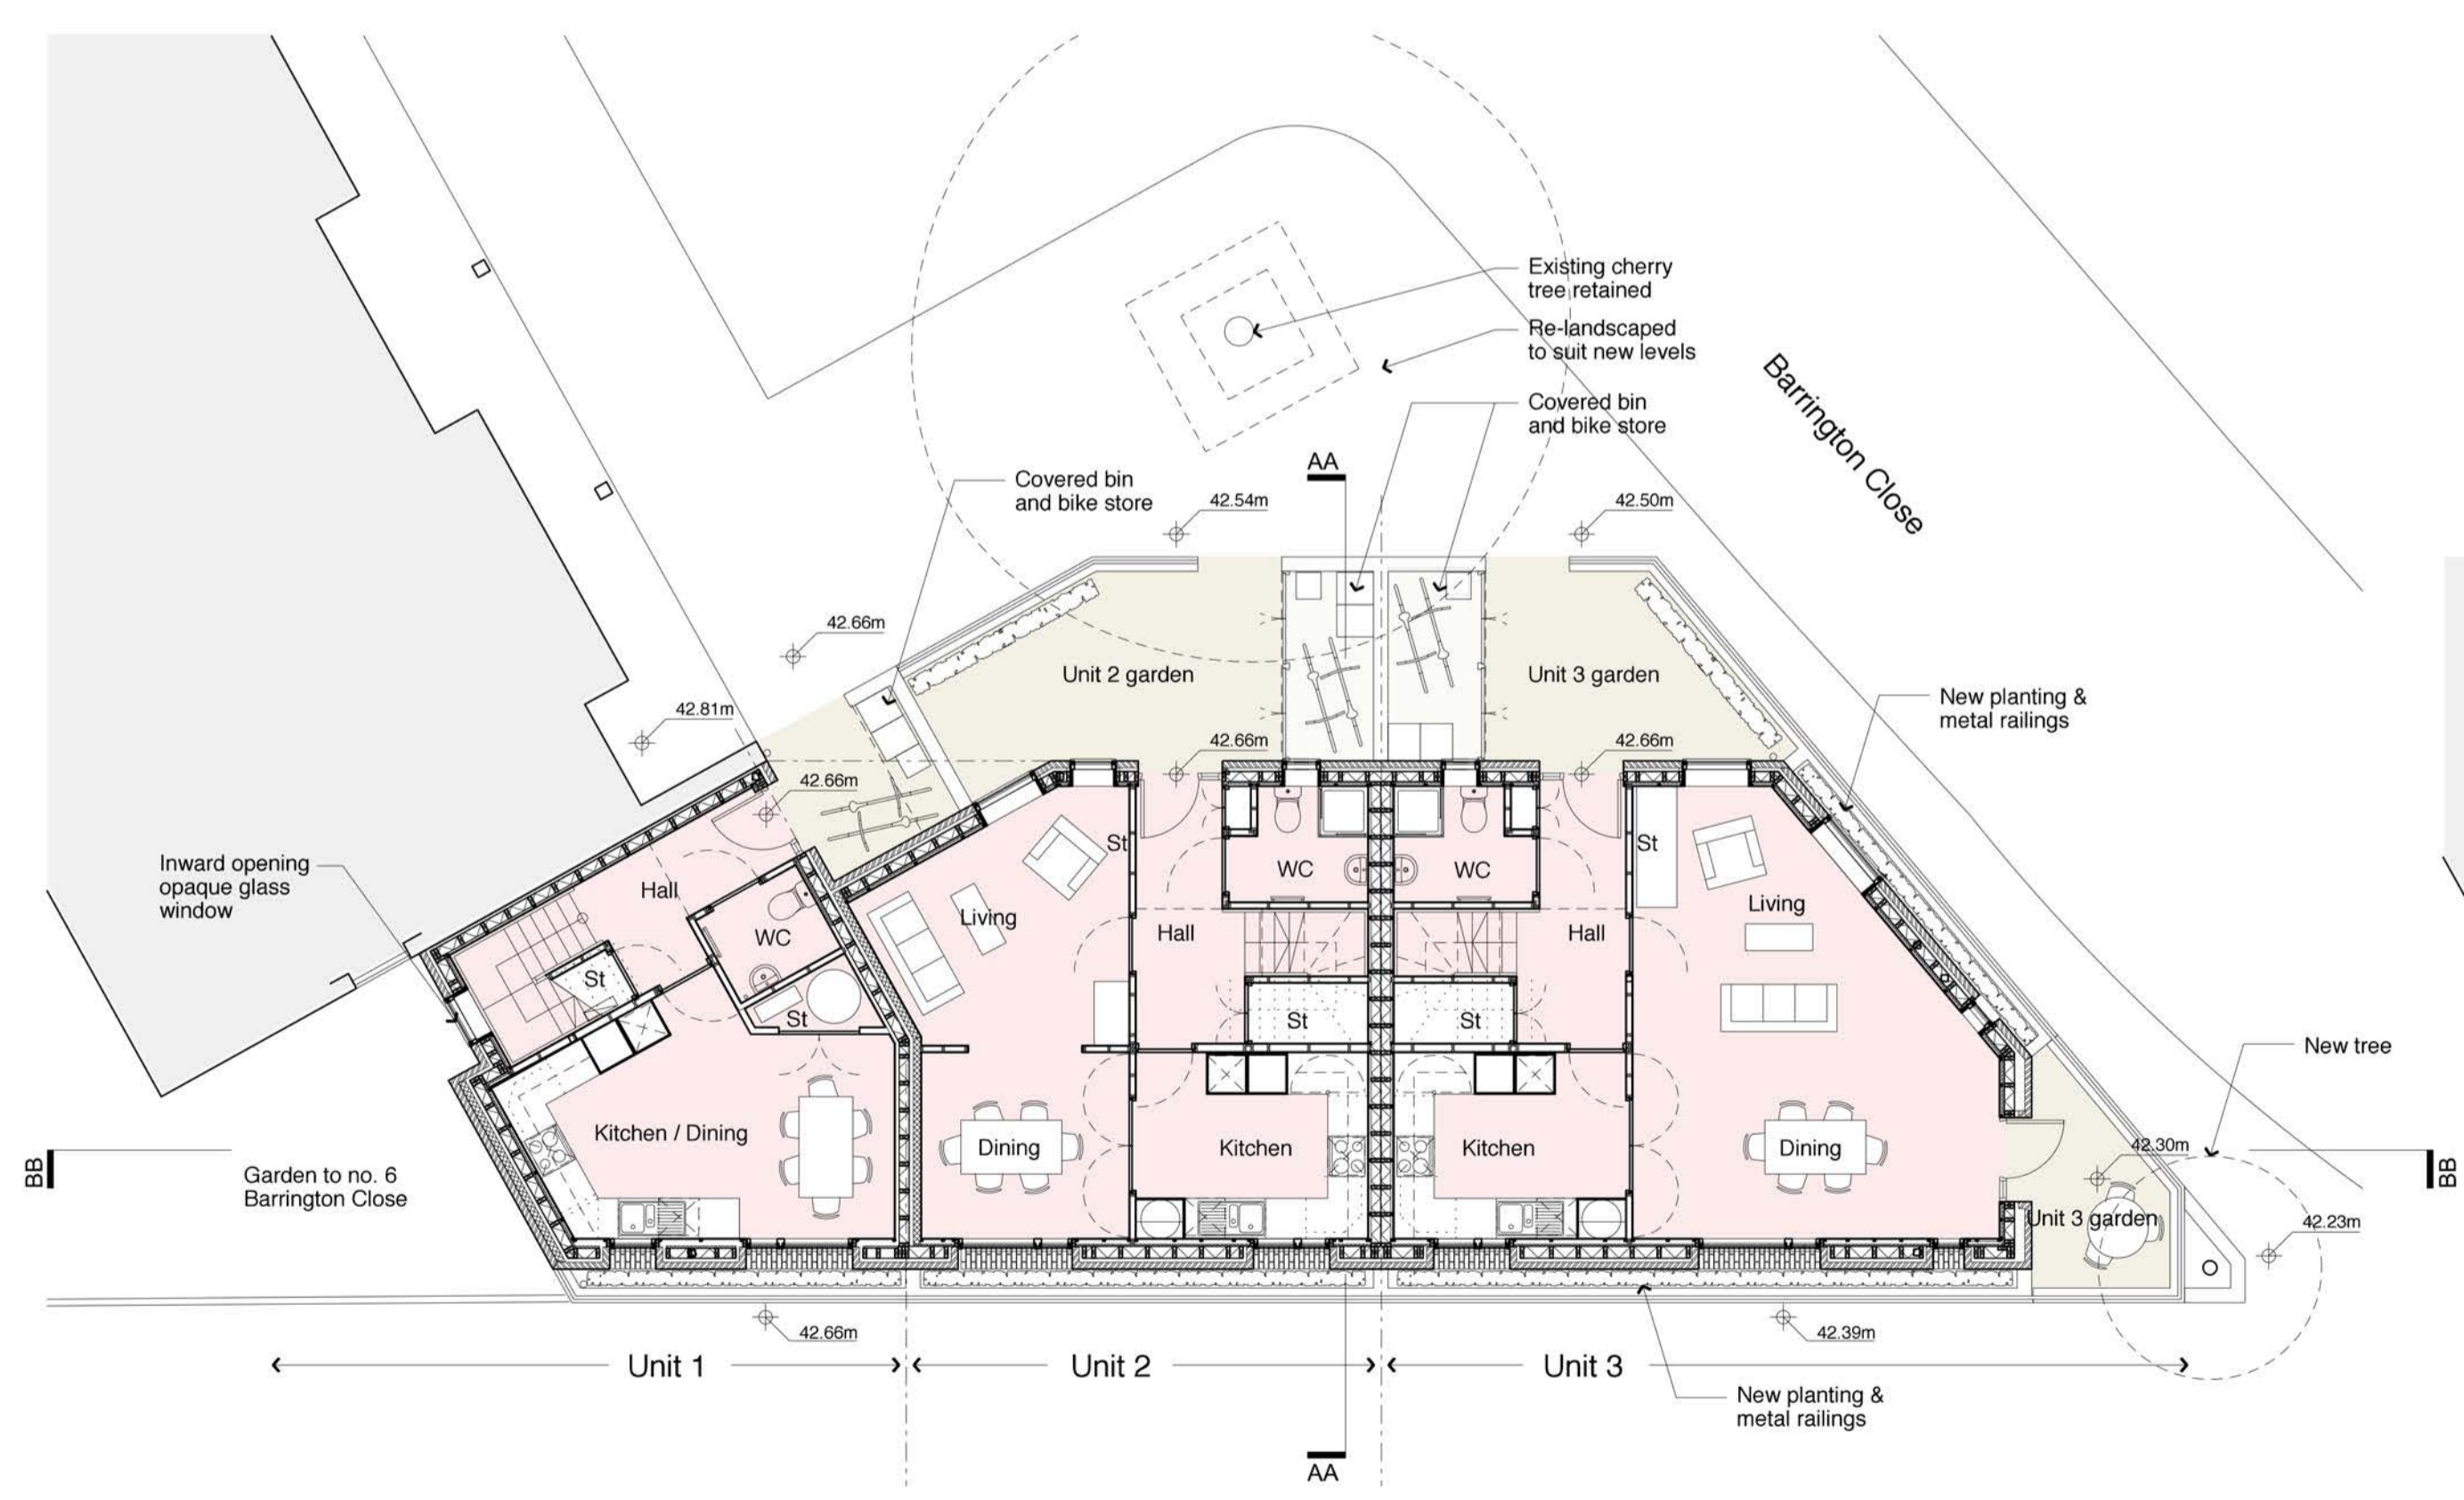 Existing cherry
tree retained
Re-landscaped
to suit new levels
Covered bin
and bike store
Barrington Close
AA
Covered bin
and bike store
42.54m
42.50m
42.66m
Unit 2 garden
Unit 3 garden
42.81m
New planting &
metal railings
42.66m
42.66m
42.66m
Inward opening
opaque glass
window
Hall
WC
St
St
Living
St
WC
Hall
St
WC
Hall
St
St
Living
New tree
Kitchen / Dining
Dining
Kitchen
Kitchen
Dining
42.30m
BB
Garden to no. 6
Barrington Close
BB
Unit 3 garden
42.23m
42.66m
42.39m
Unit 1
Unit 2
Unit 3
New planting &
metal railings
AA